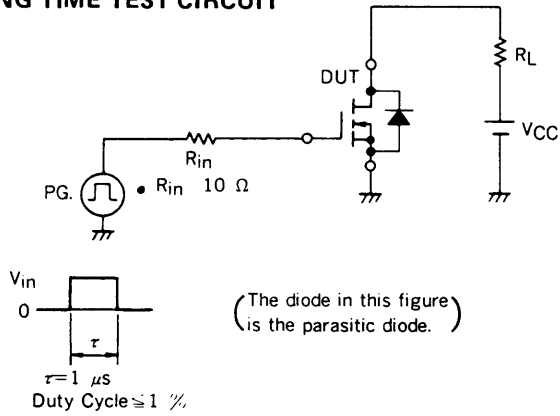 TIME TEST CIRCUIT
DUT
RL
VCC
Rin
PG.
• Rin 10 Ω
Vin
0
τ
τ=1 μs
Duty Cycle≦1 %
(The diode in this figure
is the parasitic diode.)